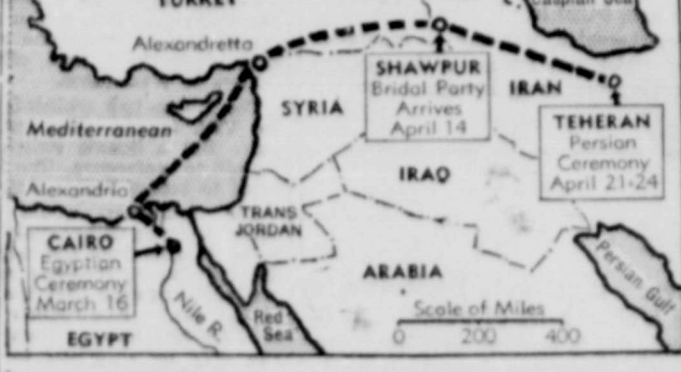 TURKEY
Caspian Sea
Alexandretta
SHAWPUR
Bridal Party
Arrives
April 14
IRAN
SYRIA
TEHERAN
Persian
Ceremony
April 21-24
Mediterranean
IRAQ
Alexandria
TRANS
JORDAN
CAIRO
Egyptian
Ceremony
March 16
ARABIA
Persian Gulf
Nile R.
Red
Sea
Scale of Miles
0 200 400
EGYPT